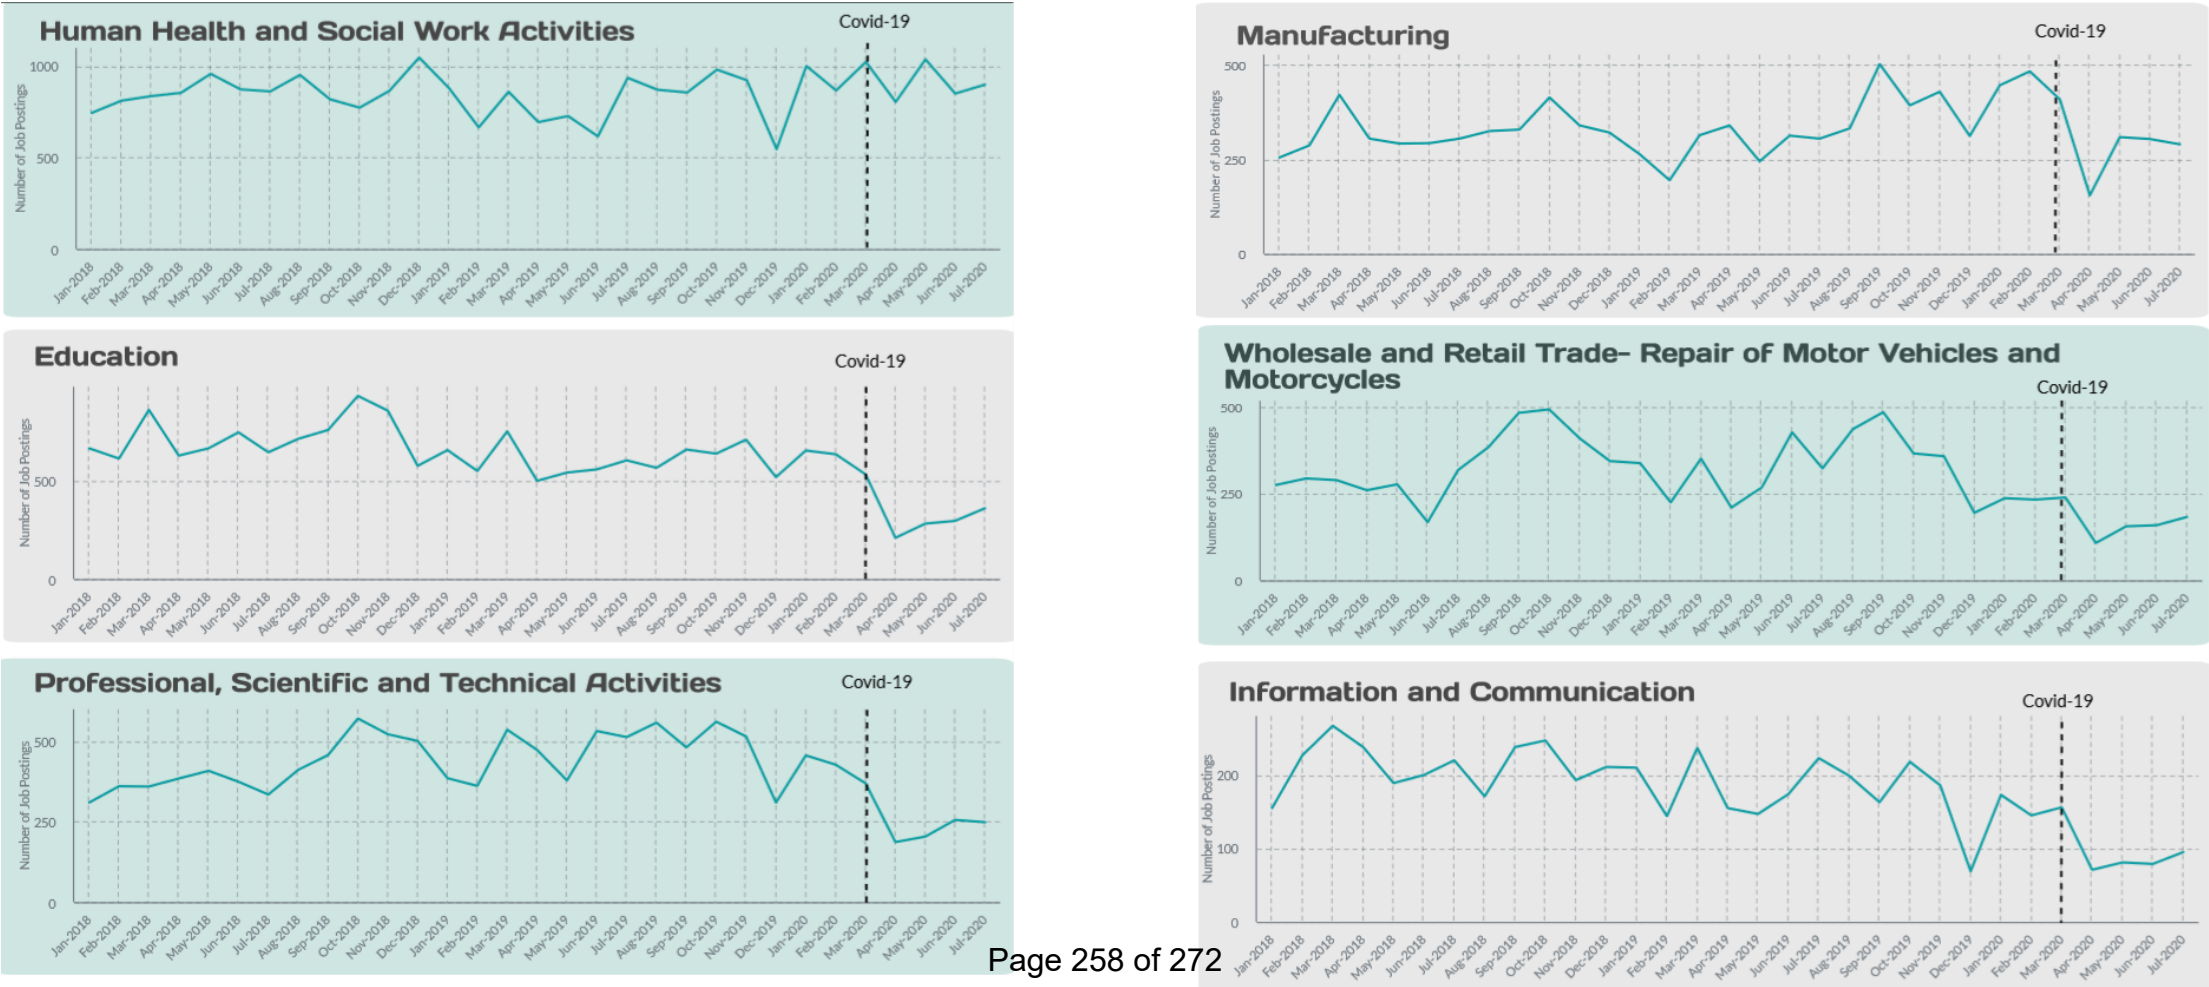 Human Health and Social Work Activities
Covid-19
Number of Job Postings
1000
500
0
Jan-2018
Feb-2018
Mar-2018
Apr-2018
May-2018
Jun-2018
Jul-2018
Aug-2018
Sep-2018
Oct-2018
Nov-2018
Dec-2018
Jan-2019
Feb-2019
Mar-2019
Apr-2019
May-2019
Jun-2019
Jul-2019
Aug-2019
Sep-2019
Oct-2019
Nov-2019
Dec-2019
Jan-2020
Feb-2020
Mar-2020
Apr-2020
May-2020
Jun-2020
Jul-2020
Manufacturing
Covid-19
Number of Job Postings
500
250
0
Jan-2018
Feb-2018
Mar-2018
Apr-2018
May-2018
Jun-2018
Jul-2018
Aug-2018
Sep-2018
Oct-2018
Nov-2018
Dec-2018
Jan-2019
Feb-2019
Mar-2019
Apr-2019
May-2019
Jun-2019
Jul-2019
Aug-2019
Sep-2019
Oct-2019
Nov-2019
Dec-2019
Jan-2020
Feb-2020
Mar-2020
Apr-2020
May-2020
Jun-2020
Jul-2020
Education
Covid-19
Number of Job Postings
500
0
Jan-2018
Feb-2018
Mar-2018
Apr-2018
May-2018
Jun-2018
Jul-2018
Aug-2018
Sep-2018
Oct-2018
Nov-2018
Dec-2018
Jan-2019
Feb-2019
Mar-2019
Apr-2019
May-2019
Jun-2019
Jul-2019
Aug-2019
Sep-2019
Oct-2019
Nov-2019
Dec-2019
Jan-2020
Feb-2020
Mar-2020
Apr-2020
May-2020
Jun-2020
Jul-2020
Wholesale and Retail Trade- Repair of Motor Vehicles and
Motorcycles
Covid-19
Number of Job Postings
500
250
0
Jan-2018
Feb-2018
Mar-2018
Apr-2018
May-2018
Jun-2018
Jul-2018
Aug-2018
Sep-2018
Oct-2018
Nov-2018
Dec-2018
Jan-2019
Feb-2019
Mar-2019
Apr-2019
May-2019
Jun-2019
Jul-2019
Aug-2019
Sep-2019
Oct-2019
Nov-2019
Dec-2019
Jan-2020
Feb-2020
Mar-2020
Apr-2020
May-2020
Jun-2020
Jul-2020
Professional, Scientific and Technical Activities
Covid-19
Number of Job Postings
500
250
0
Jan-2018
Feb-2018
Mar-2018
Apr-2018
May-2018
Jun-2018
Jul-2018
Aug-2018
Sep-2018
Oct-2018
Nov-2018
Dec-2018
Jan-2019
Feb-2019
Mar-2019
Apr-2019
May-2019
Jun-2019
Jul-2019
Aug-2019
Sep-2019
Oct-2019
Nov-2019
Dec-2019
Jan-2020
Feb-2020
Mar-2020
Apr-2020
May-2020
Jun-2020
Jul-2020
Information and Communication
Covid-19
Number of Job Postings
200
100
0
Jan-2018
Feb-2018
Mar-2018
Apr-2018
May-2018
Jun-2018
Jul-2018
Aug-2018
Sep-2018
Oct-2018
Nov-2018
Dec-2018
Jan-2019
Feb-2019
Mar-2019
Apr-2019
May-2019
Jun-2019
Jul-2019
Aug-2019
Sep-2019
Oct-2019
Nov-2019
Dec-2019
Jan-2020
Feb-2020
Mar-2020
Apr-2020
May-2020
Jun-2020
Jul-2020
Page 258 of 272